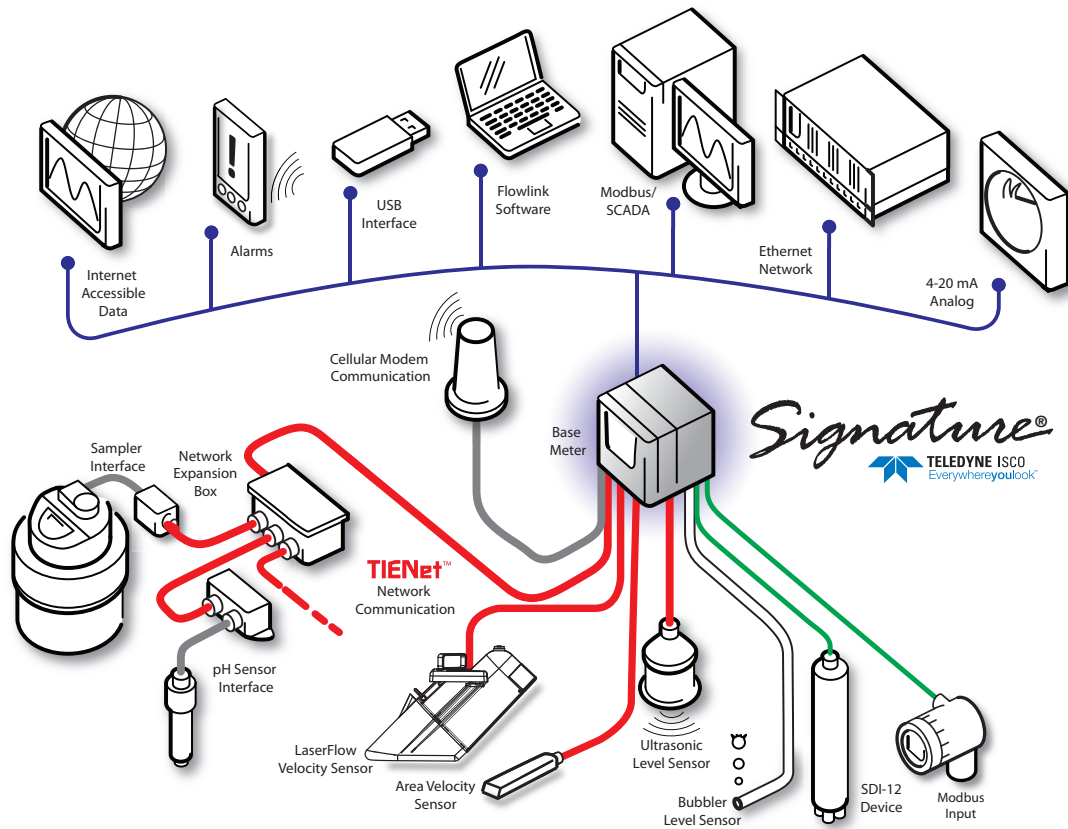 Internet
Accessible
Data
Alarms
USB
Interface
Flowlink
Software
Modbus/
SCADA
Ethernet
Network
4-20 mA
Analog
Cellular Modem
Communication
Base
Meter
Signature®
TELEDYNE ISCO
Everywhereyoulook™
Sampler
Interface
Network
Expansion
Box
TIENet™
Network
Communication
pH Sensor
Interface
LaserFlow
Velocity Sensor
Area Velocity
Sensor
Ultrasonic
Level Sensor
Bubbler
Level Sensor
SDI-12
Device
Modbus
Input